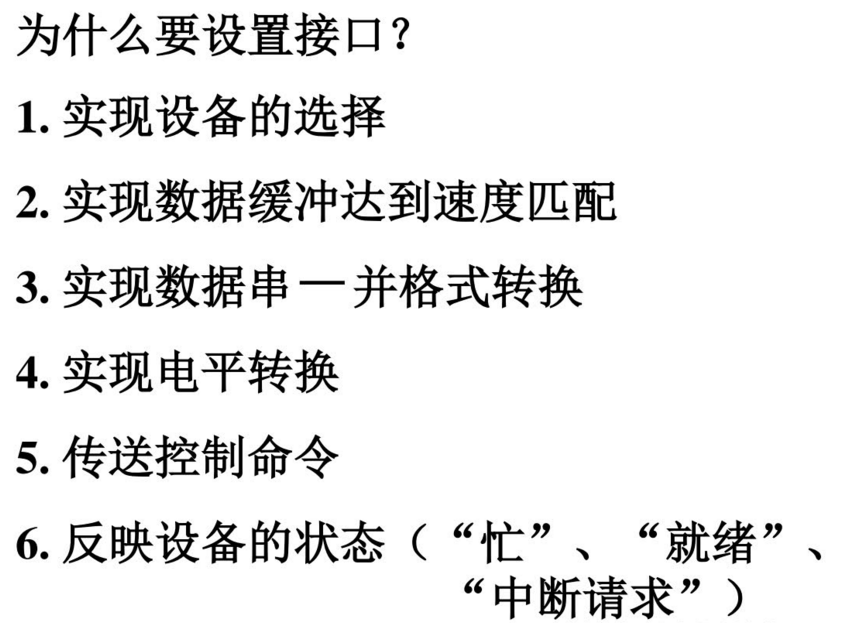 为什么要设置接口？
1. 实现设备的选择
2. 实现数据缓冲达到速度匹配
3. 实现数据串—并格式转换
4. 实现电平转换
5. 传送控制命令
6. 反映设备的状态（“忙”、“就绪”、
“中断请求”）